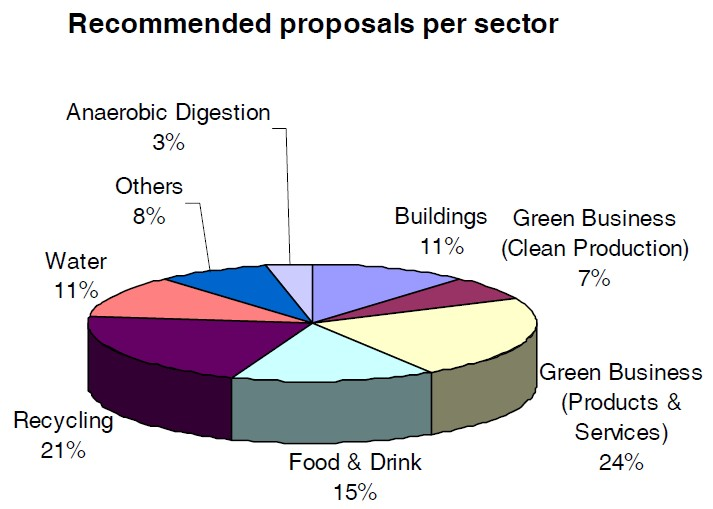 Recommended proposals per sector
Anaerobic Digestion
3%
Others
8%
Buildings
11%
Green Business
(Clean Production)
7%
Water
11%
Green Business
(Products &
Services)
24%
Recycling
21%
Food & Drink
15%